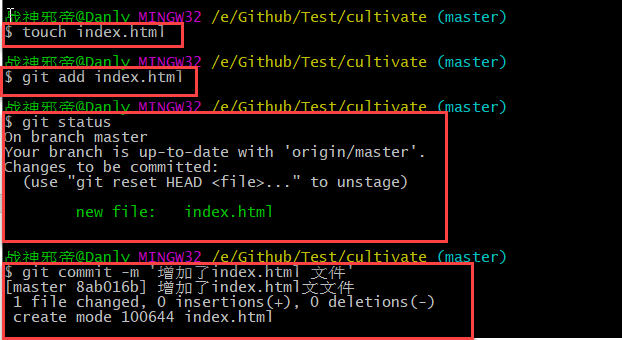 战神邪帝@Danly MINGW32 /e/Github/Test/cultivate (master)
$ touch index.html
战神邪帝@Danly MINGW32 /e/Github/Test/cultivate (master)
$ git add index.html
战神邪帝@Danly MINGW32 /e/Github/Test/cultivate (master)
$ git status
On branch master
Your branch is up-to-date with 'origin/master'.
Changes to be committed:
(use "git reset HEAD <file>..." to unstage)
new file: index.html
战神邪帝@Danly MINGW32 /e/Github/Test/cultivate (master)
$ git commit -m '增加了index.html 文件'
[master 8ab016b] 增加了index.html文文件
1 file changed, 0 insertions(+), 0 deletions(-)
create mode 100644 index.html